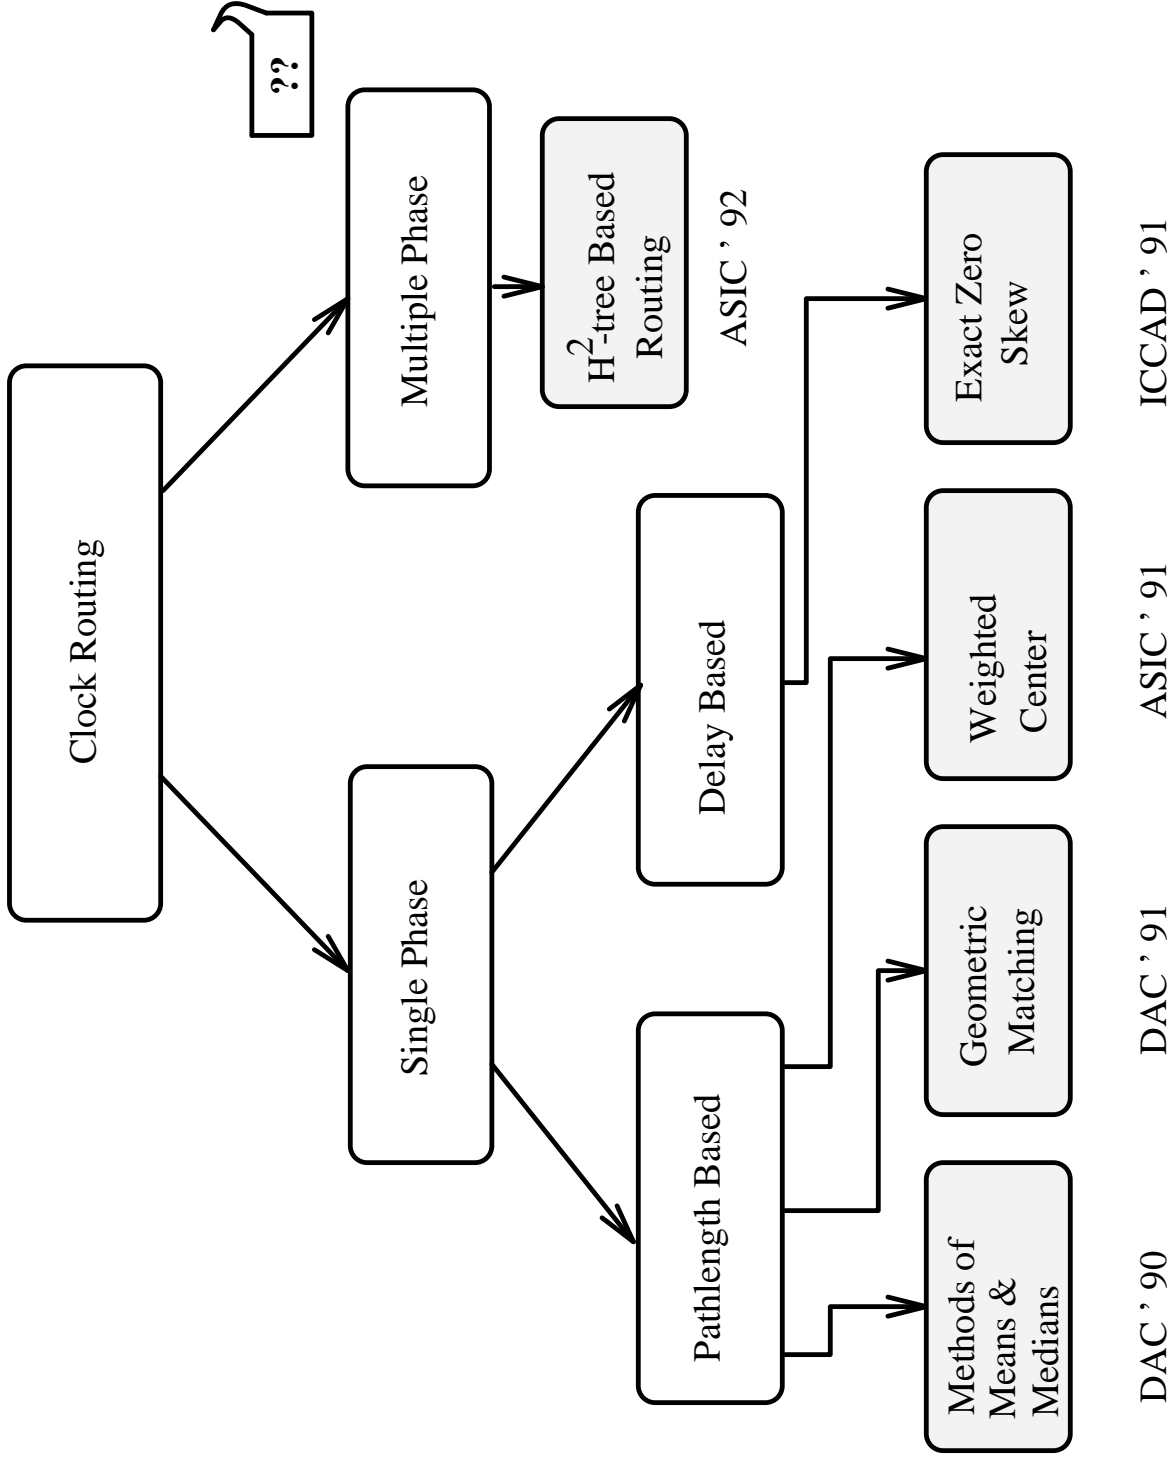 Clock Routing
??
Single Phase
Multiple Phase
H²-tree Based
Routing
ASIC ' 92
Pathlength Based
Delay Based
Methods of
Means &
Medians
Geometric
Matching
Weighted
Center
Exact Zero
Skew
DAC ' 90
DAC ' 91
ASIC ' 91
ICCAD ' 91